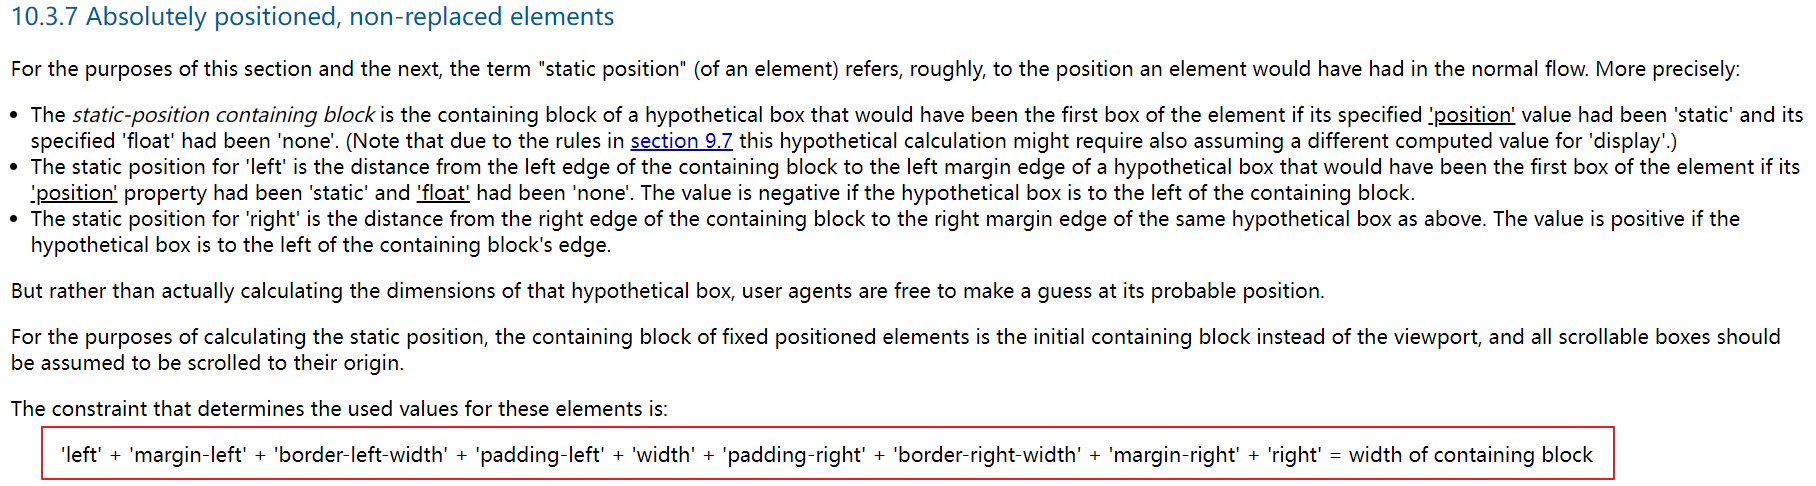 10.3.7 Absolutely positioned, non-replaced elements
For the purposes of this section and the next, the term "static position" (of an element) refers, roughly, to the position an element would have had in the normal flow. More precisely:
• The static-position containing block is the containing block of a hypothetical box that would have been the first box of the element if its specified 'position' value had been 'static' and its
specified 'float' had been 'none'. (Note that due to the rules in section 9.7 this hypothetical calculation might require also assuming a different computed value for 'display'.)
• The static position for 'left' is the distance from the left edge of the containing block to the left margin edge of a hypothetical box that would have been the first box of the element if its
'position' property had been 'static' and 'float' had been 'none'. The value is negative if the hypothetical box is to the left of the containing block.
• The static position for 'right' is the distance from the right edge of the containing block to the right margin edge of the same hypothetical box as above. The value is positive if the
hypothetical box is to the left of the containing block's edge.
But rather than actually calculating the dimensions of that hypothetical box, user agents are free to make a guess at its probable position.
For the purposes of calculating the static position, the containing block of fixed positioned elements is the initial containing block instead of the viewport, and all scrollable boxes should
be assumed to be scrolled to their origin.
The constraint that determines the used values for these elements is:
'left' + 'margin-left' + 'border-left-width' + 'padding-left' + 'width' + 'padding-right' + 'border-right-width' + 'margin-right' + 'right' = width of containing block